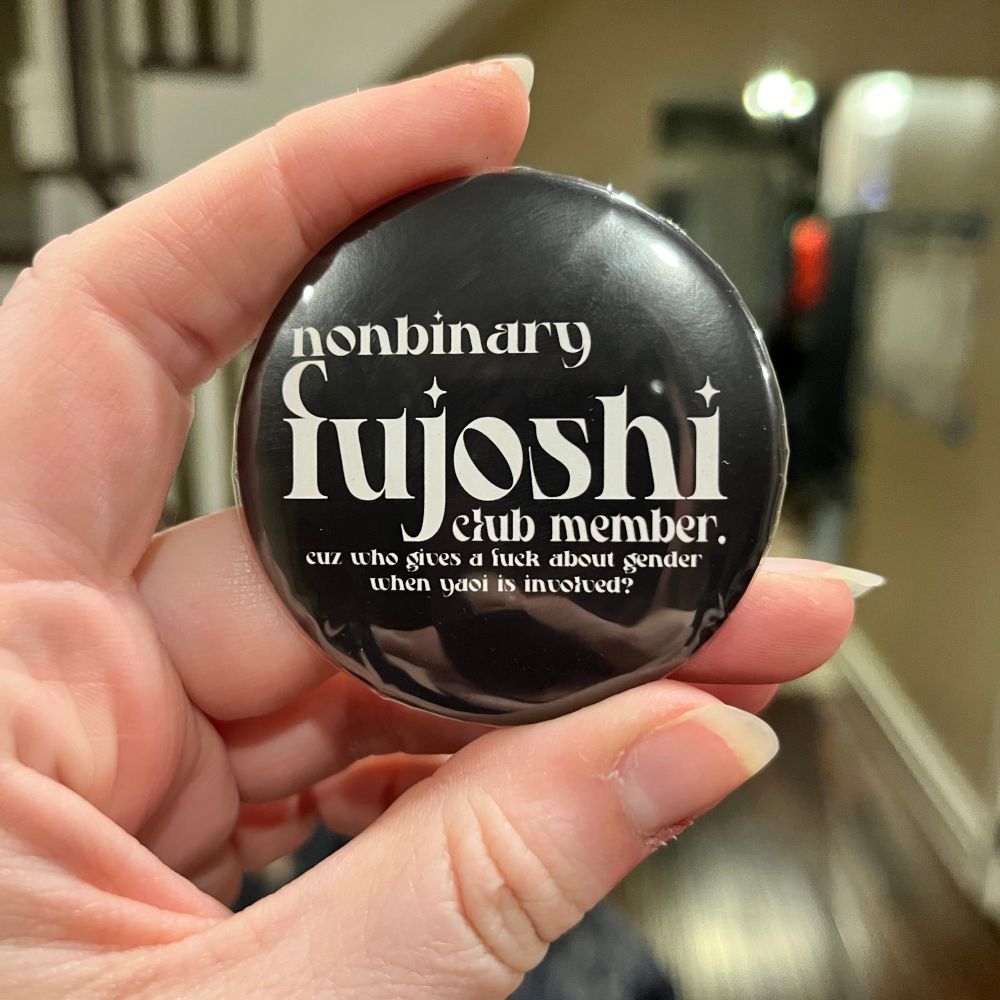 nonbinary
fujoshi
club member.
cuz who gives a fuck about gender
when yaoi is involved?